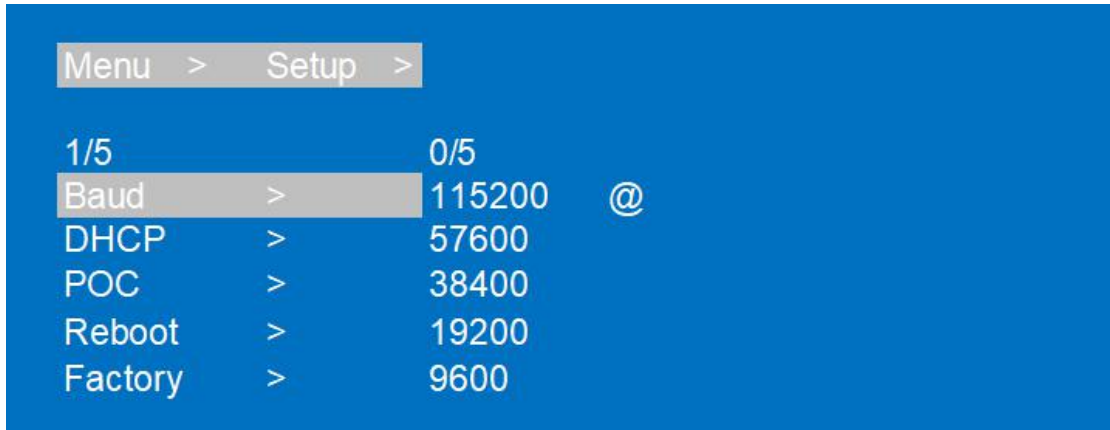 Menu > Setup >
1/5 0/5
Baud > 115200 @
DHCP > 57600
POC > 38400
Reboot > 19200
Factory > 9600